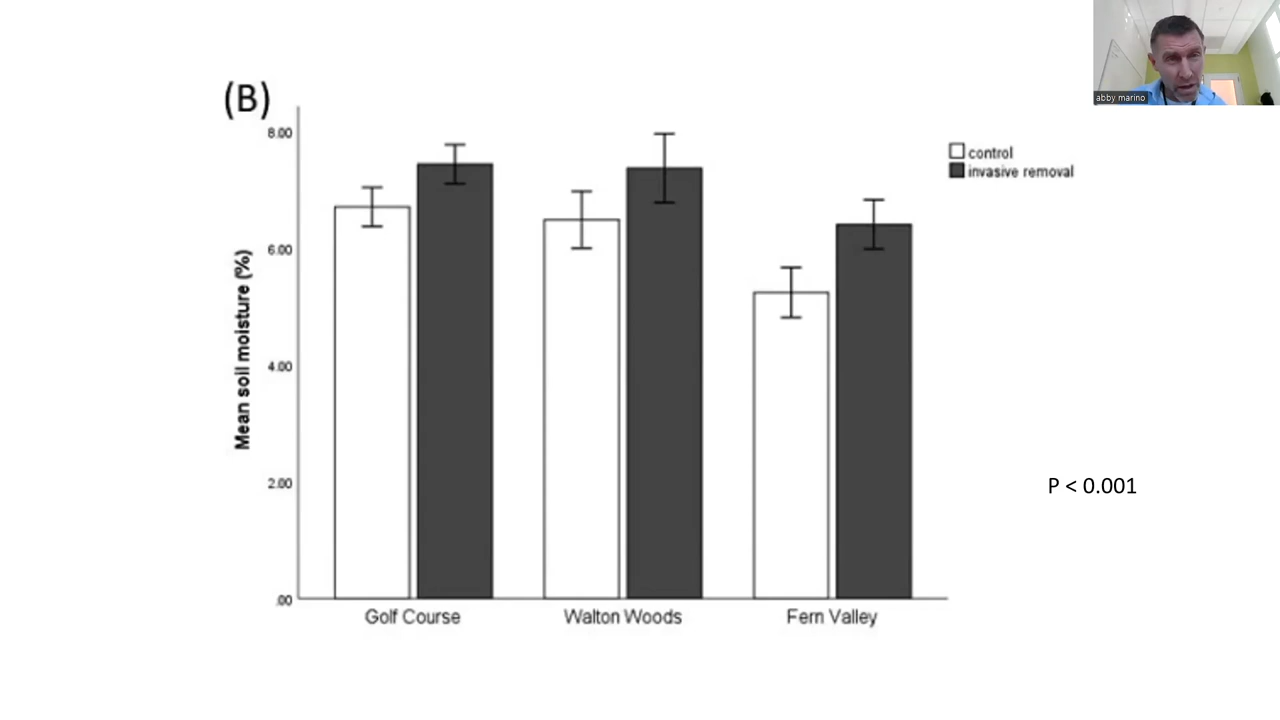 abby marino
(B)
8.00
6.00
4.00
2.00
.00
Mean soil moisture (%)
control
invasive removal
P < 0.001
Golf Course
Walton Woods
Fern Valley